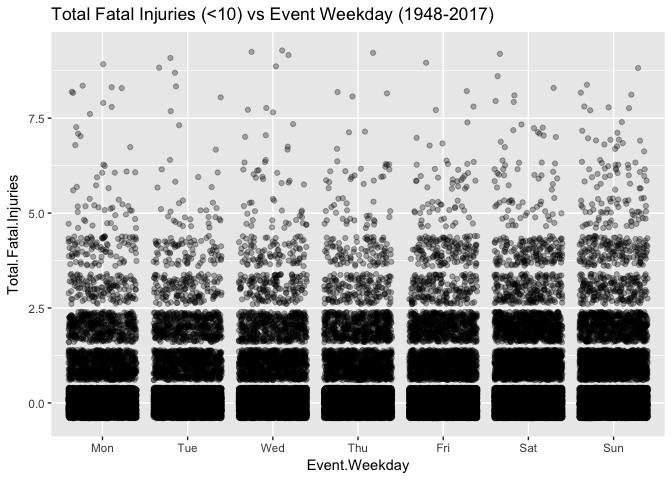 Total Fatal Injuries (<10) vs Event Weekday (1948-2017)
Total.Fatal.Injuries
7.5
5.0
2.5
0.0
Mon Tue Wed Thu Fri Sat Sun
Event.Weekday